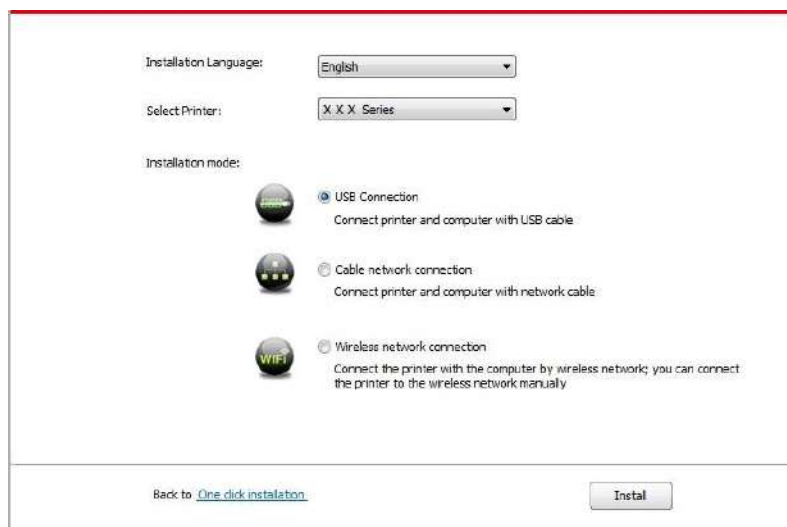 Installation Language:
English
Select Printer:
X X X Series
Installation mode:
USB Connection
Connect printer and computer with USB cable
Cable network connection
Connect printer and computer with network cable
WiFi
Wireless network connection
Connect the printer with the computer by wireless network; you can connect
the printer to the wireless network manually
Back to One click installation
Install